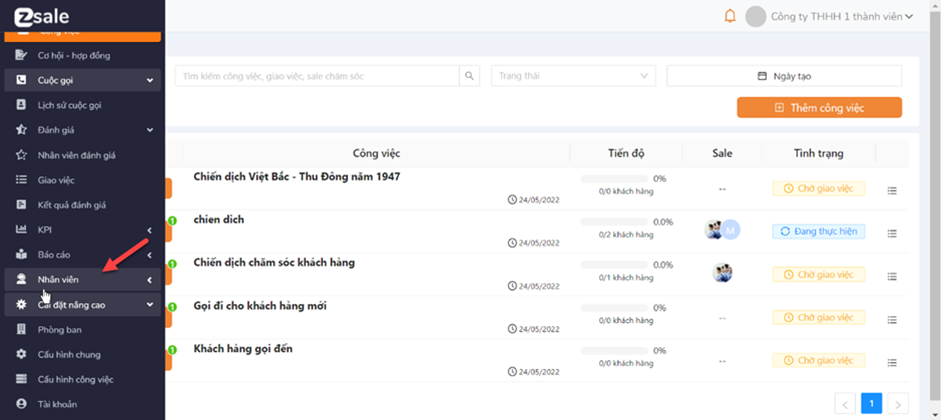 zsale
Công ty THHH 1 thành viên
Công việc
Cơ hội - hợp đồng
Cuộc gọi
Lịch sử cuộc gọi
Đánh giá
Nhân viên đánh giá
Giao việc
Kết quả đánh giá
KPI
Báo cáo
Nhân viên
Cài đặt nâng cao
Phòng ban
Cấu hình chung
Cấu hình công việc
Tài khoản
Tìm kiếm công việc, giao việc, sale chăm sóc
Trạng thái
Ngày tạo
Thêm công việc
Công việc Tiến độ Sale Tình trạng
Chiến dịch Việt Bắc - Thu Đông năm 1947
24/05/2022
0%
0/0 khách hàng
--
Chờ giao việc
1
chien dich
24/05/2022
0.0%
0/2 khách hàng
M
Đang thực hiện
1
Chiến dịch chăm sóc khách hàng
24/05/2022
0.0%
0/1 khách hàng
Chờ giao việc
1
Gọi đi cho khách hàng mới
24/05/2022
0%
0/0 khách hàng
--
Chờ giao việc
1
Khách hàng gọi đến
24/05/2022
0%
0/0 khách hàng
--
Chờ giao việc
< 1 >